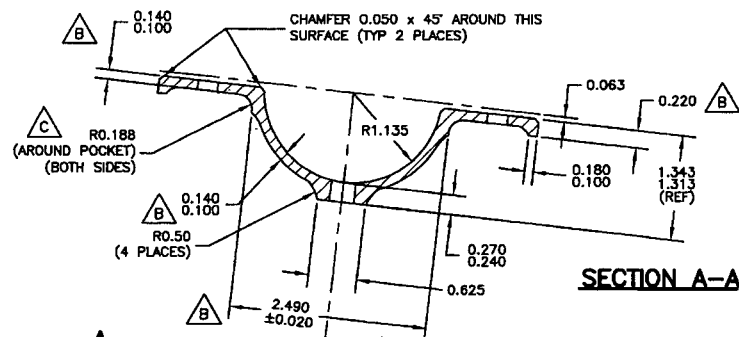 0.140
0.100
B
CHAMFER 0.050 x 45° AROUND THIS
SURFACE (TYP 2 PLACES)
0.063
0.220
B
C
R0.188
(AROUND POCKET)
(BOTH SIDES)
R1.135
0.180
0.100
1.343
1.313
(REF)
B
0.140
0.100
R0.50
(4 PLACES)
0.270
0.240
0.625
SECTION A-A
B
2.490
±0.020